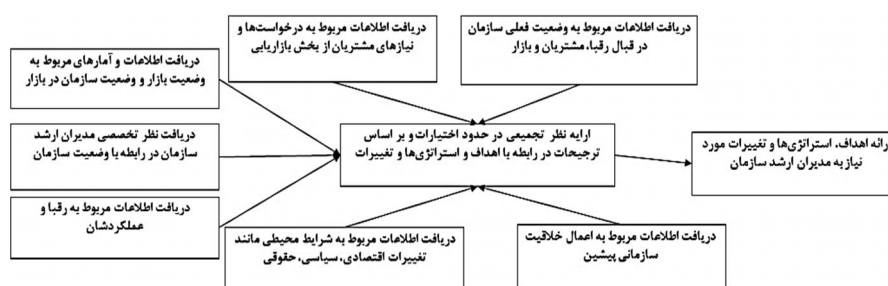 دریافت اطلاعات مربوط به وضعیت فعلی سازمان
در قبال رقبا، مشتریان و بازار
دریافت اطلاعات مربوط به درخواست‌ها و
نیازهای مشتریان از بخش بازاریابی
دریافت اطلاعات و آمارهای مربوط به
وضعیت بازار و وضعیت سازمان در بازار
ارایه نظر تجمیعی در حدود اختیارات و بر اساس
ترجیحات در رابطه با اهداف و استراتژی‌ها و تغییرات
دریافت نظر تخصصی مدیران ارشد
سازمان در رابطه با وضعیت سازمان
رائه اهداف، استراتژی‌ها و تغییرات مورد
نیاز به مدیران ارشد سازمان
دریافت اطلاعات مربوط به رقبا و
عملکردشان
دریافت اطلاعات مربوط به اعمال خلاقیت
سازمانی پیشین
دریافت اطلاعات مربوط به شرایط محیطی مانند
تغییرات اقتصادی، سیاسی، حقوقی